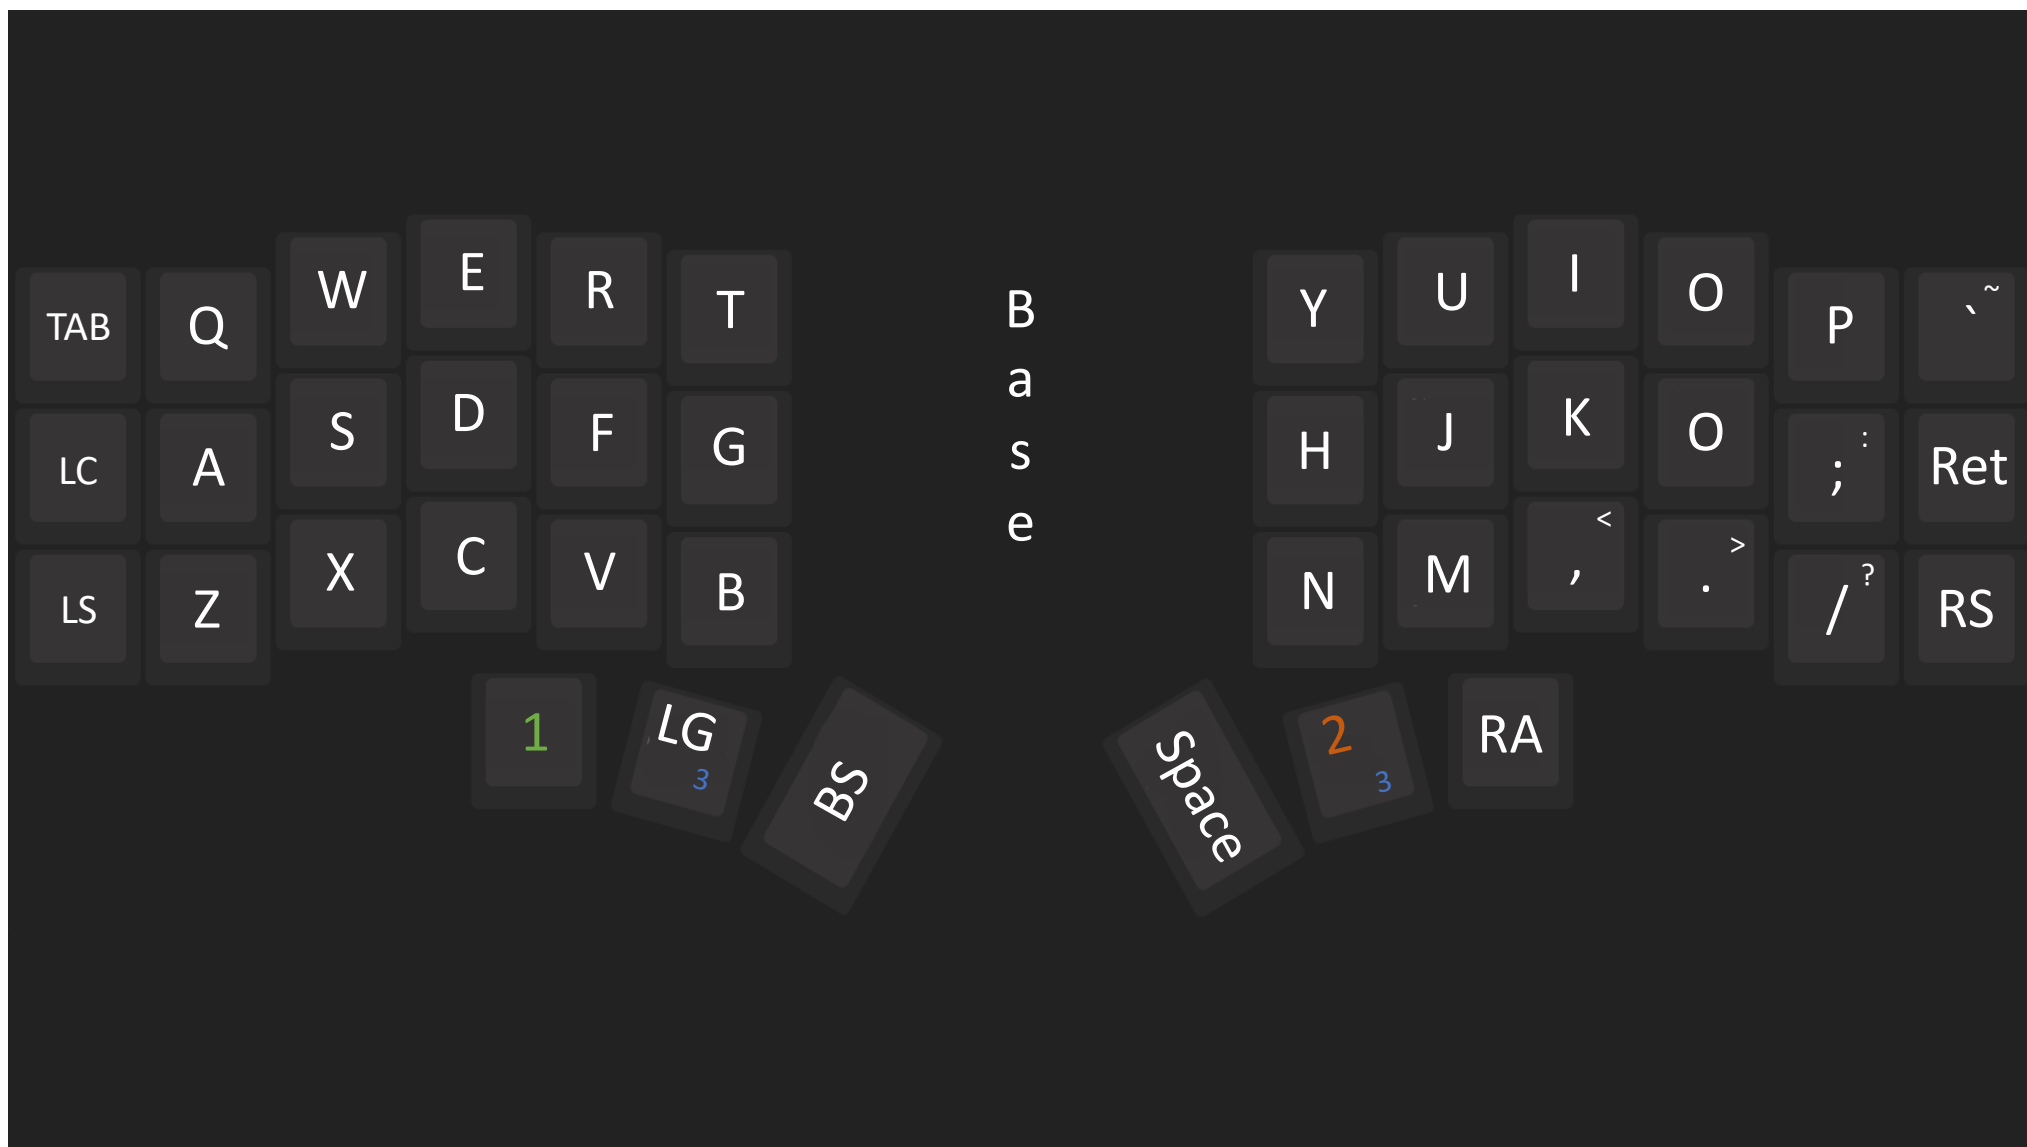 TAB Q W E R T
LC A S D F G
LS Z X C V B
1 LG 3 BS
B
a
s
e
Y U I O P ` ~
H J K O ; : Ret
N M , < . > / ? RS
Space 2 3 RA